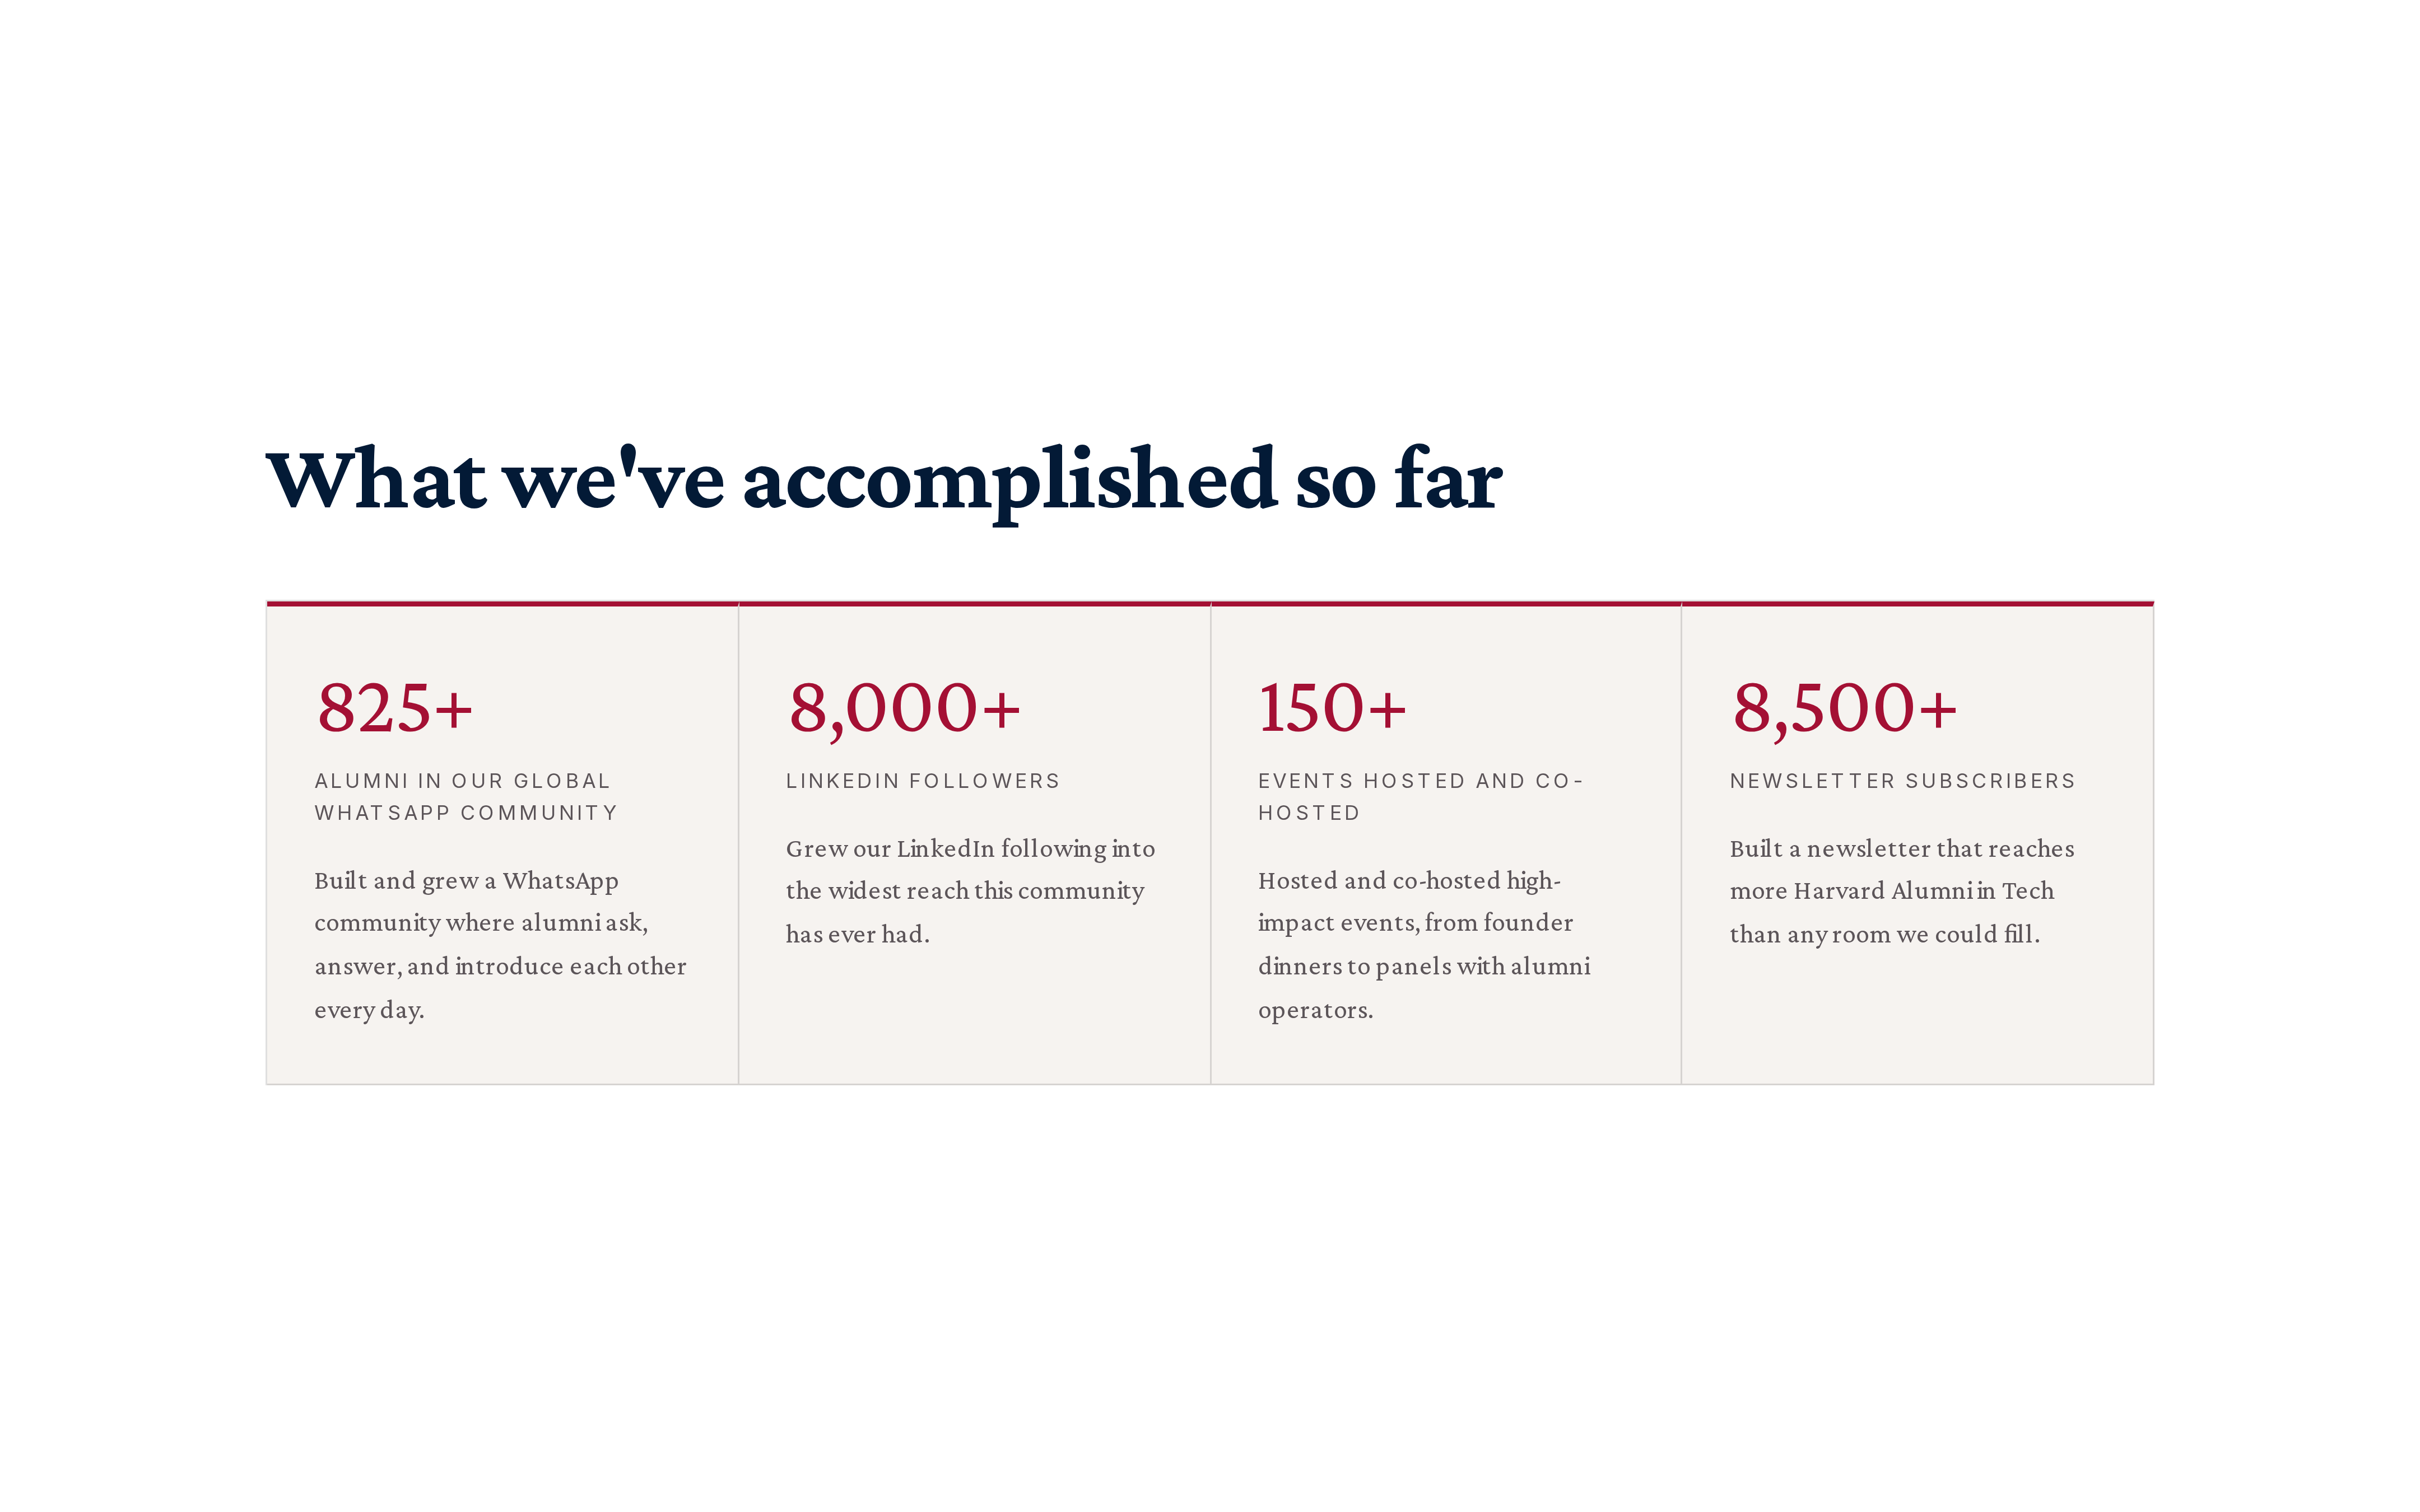 What we've accomplished so far
825+
ALUMNI IN OUR GLOBAL
WHATSAPP COMMUNITY
Built and grew a WhatsApp
community where alumni ask,
answer, and introduce each other
every day.
8,000+
LINKEDIN FOLLOWERS
Grew our LinkedIn following into
the widest reach this community
has ever had.
150+
EVENTS HOSTED AND CO-
HOSTED
Hosted and co-hosted high-
impact events, from founder
dinners to panels with alumni
operators.
8,500+
NEWSLETTER SUBSCRIBERS
Built a newsletter that reaches
more Harvard Alumni in Tech
than any room we could fill.